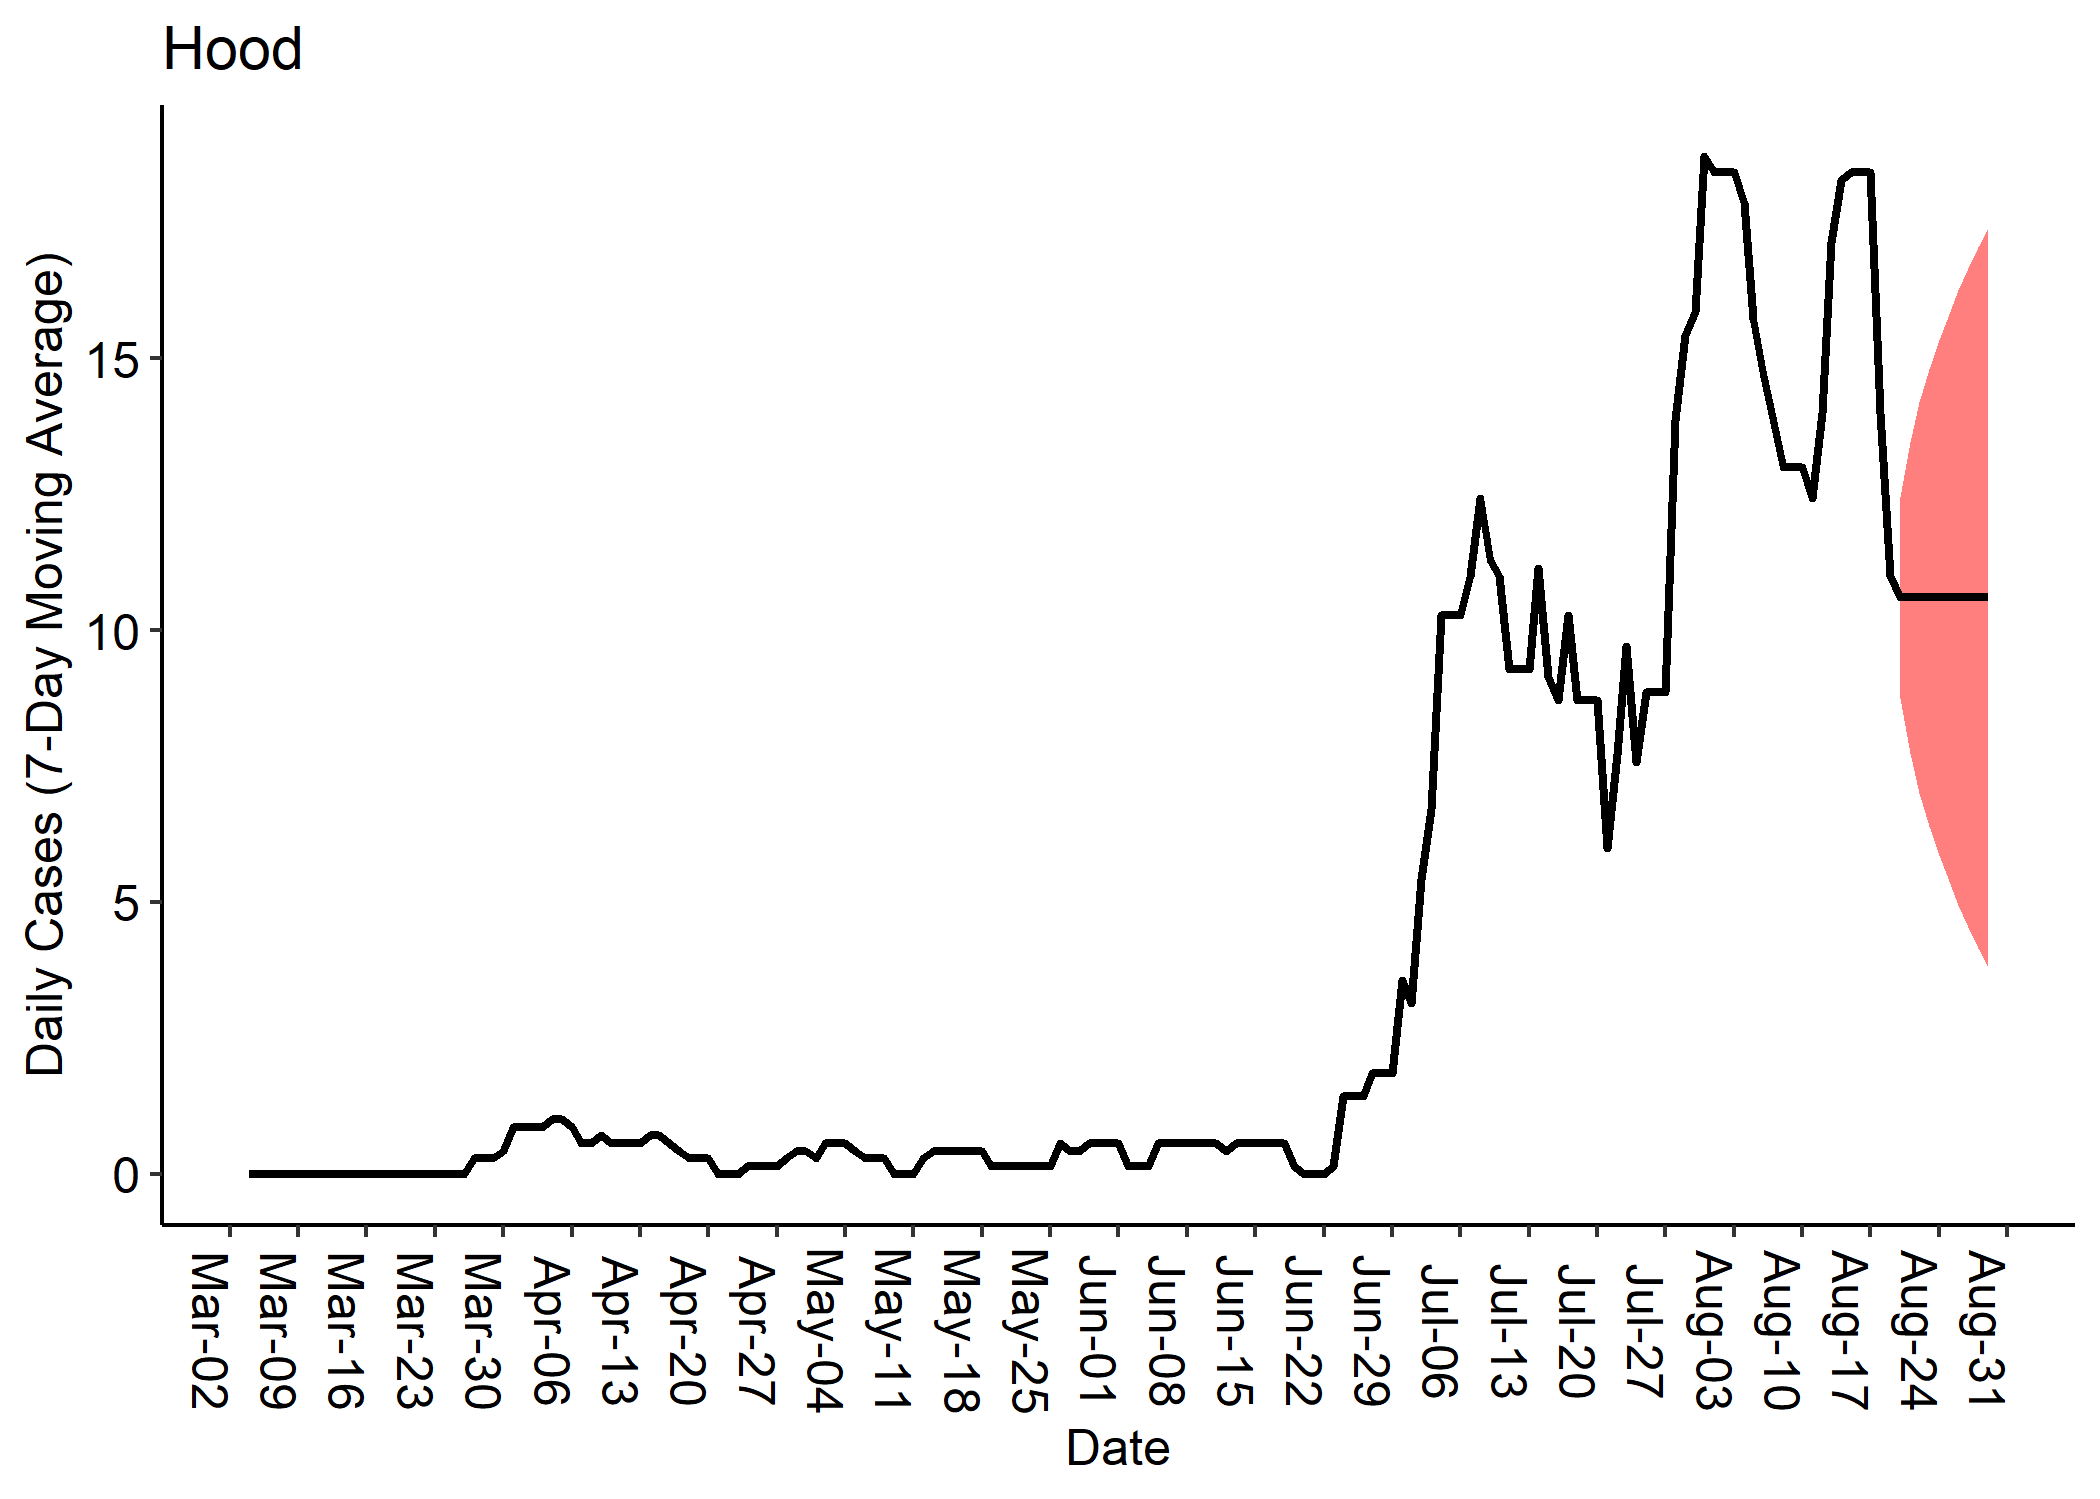 Hood
Daily Cases (7-Day Moving Average)
15
10
5
0
Mar-02
Mar-09
Mar-16
Mar-23
Mar-30
Apr-06
Apr-13
Apr-20
Apr-27
May-04
May-11
May-18
May-25
Jun-01
Jun-08
Jun-15
Jun-22
Jun-29
Jul-06
Jul-13
Jul-20
Jul-27
Aug-03
Aug-10
Aug-17
Aug-24
Aug-31
Date